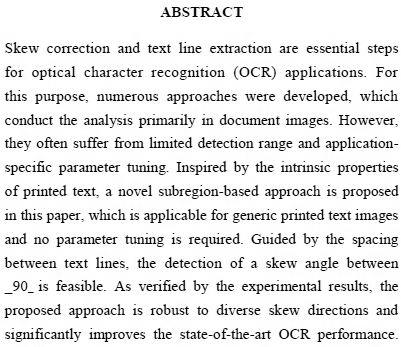 ABSTRACT
Skew correction and text line extraction are essential steps
for optical character recognition (OCR) applications. For
this purpose, numerous approaches were developed, which
conduct the analysis primarily in document images. However,
they often suffer from limited detection range and application-
specific parameter tuning. Inspired by the intrinsic properties
of printed text, a novel subregion-based approach is proposed
in this paper, which is applicable for generic printed text images
and no parameter tuning is required. Guided by the spacing
between text lines, the detection of a skew angle between
_90_ is feasible. As verified by the experimental results, the
proposed approach is robust to diverse skew directions and
significantly improves the state-of-the-art OCR performance.